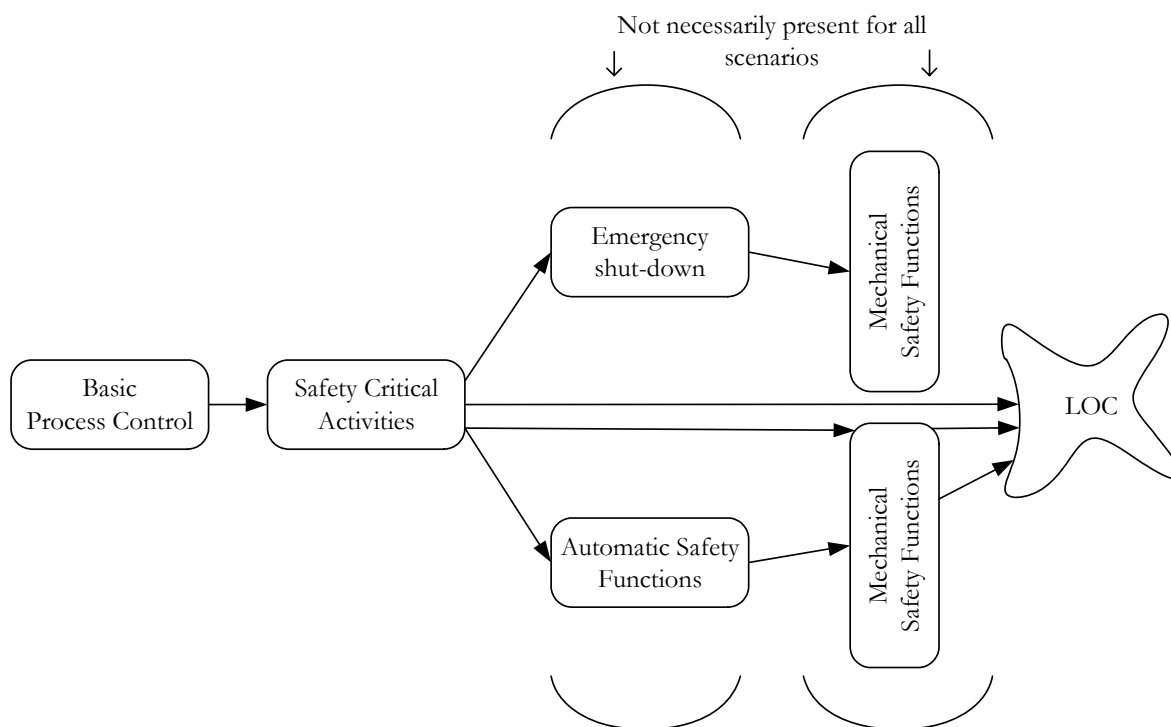 Not necessarily present for all
scenarios
Emergency
shut-down
Mechanical
Safety Functions
Basic
Process Control
Safety Critical
Activities
LOC
Automatic Safety
Functions
Mechanical
Safety Functions